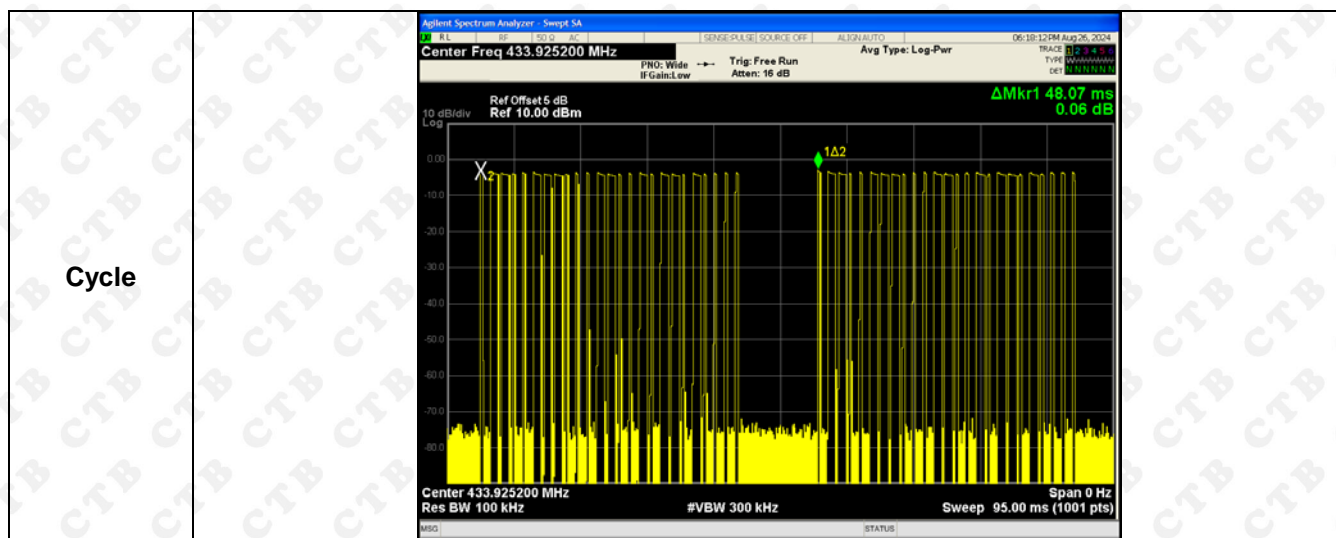 Cycle
Agilent Spectrum Analyzer - Swept SA
RL RF 50 Ω AC SENSE:PULSE SOURCE OFF ALIGNAUTO 06:18:12PM Aug 26, 2024
Center Freq 433.925200 MHz Avg Type: Log-Pwr TRACE 1 2 3 4 5 6
PNO: Wide Trig: Free Run TYPE
IFGain:Low Atten: 16 dB DET N N N N N N
ΔMkr1 48.07 ms
0.06 dB
Ref Offset 5 dB
10 dB/div Ref 10.00 dBm
Log
1Δ2
0.00
X2
-10.0
-20.0
-30.0
-40.0
-50.0
-60.0
-70.0
-80.0
Center 433.925200 MHz Span 0 Hz
Res BW 100 kHz #VBW 300 kHz Sweep 95.00 ms (1001 pts)
MSG STATUS
CTB